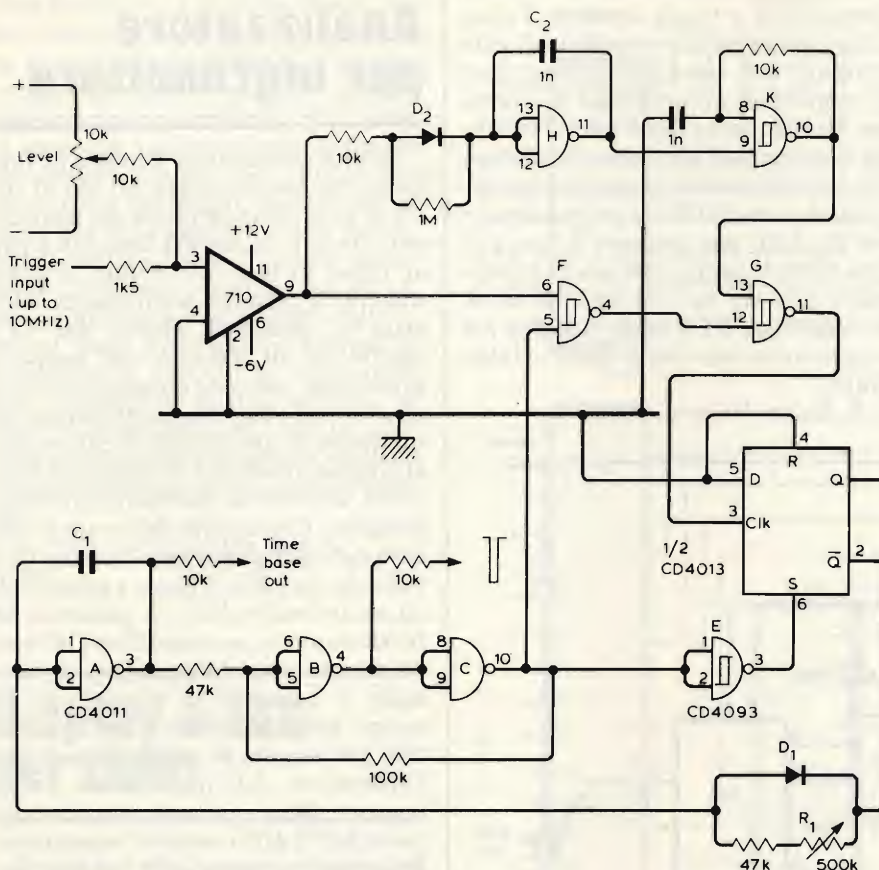 Analizzatore
C2
1n
10k
+
10k
Level
10k
−
Trigger
input
(up to
10MHz)
1k5
D2
10k
1M
13
12
H
11
1n
K
8
9
10
+12V
3
4
710
11
9
2
6
−6V
F
6
5
4
G
13
12
11
4
R
5
D
Q
3
Clk
Q̅
2
S
6
1/2
CD4013
C1
10k
Time
base
out
10k
1
2
A
3
CD4011
47k
6
5
B
4
8
9
C
10
100k
E
1
2
3
CD4093
D1
R1
47k
500k